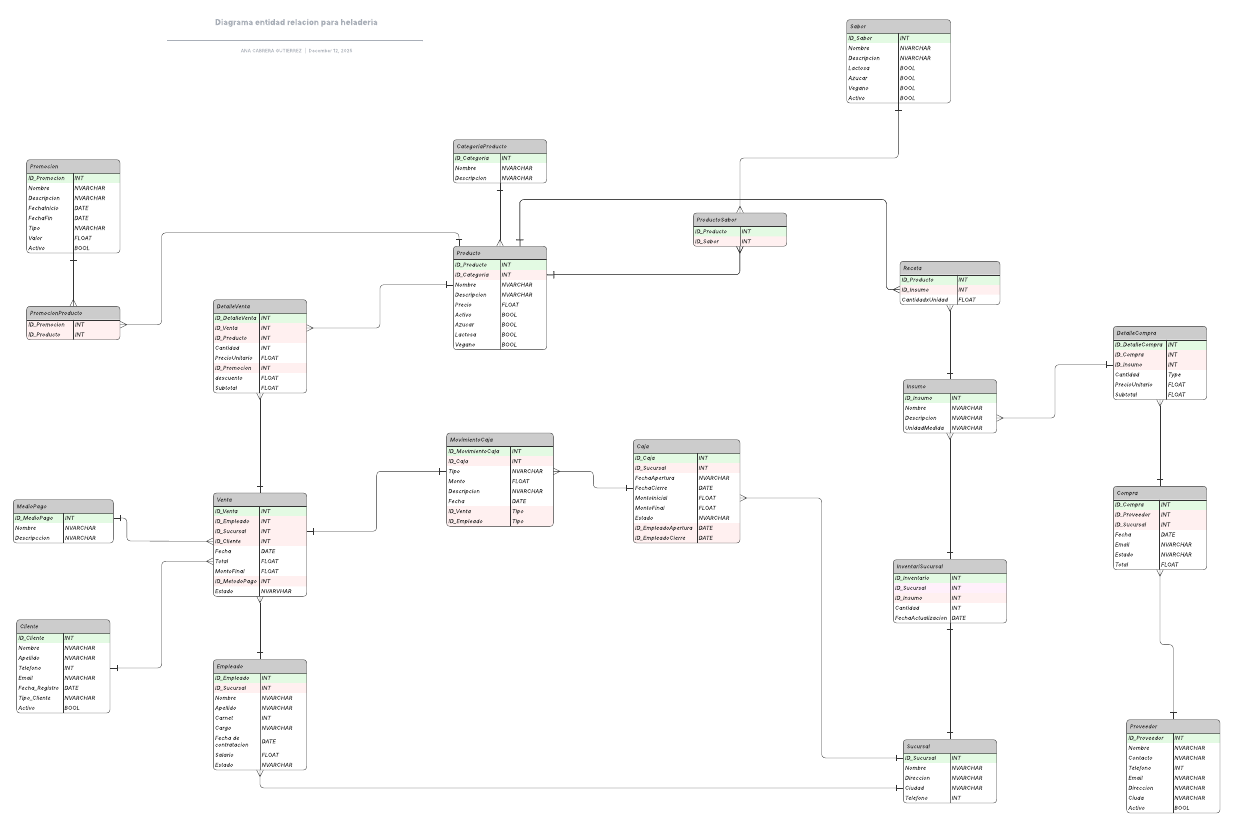 Diagrama entidad relacion para heladeria
ANA CABRERA GUTIERREZ | December 12, 2025
Sabor
ID_Sabor INT
Nombre NVARCHAR
Descripcion NVARCHAR
Lactosa BOOL
Azucar BOOL
Vegano BOOL
Activo BOOL
CategoriaProducto
ID_Categoria INT
Nombre NVARCHAR
Descripcion NVARCHAR
Promocion
ID_Promocion INT
Nombre NVARCHAR
Descripcion NVARCHAR
FechaInicio DATE
FechaFin DATE
Tipo NVARCHAR
Valor FLOAT
Activo BOOL
ProductoSabor
ID_Producto INT
ID_Sabor INT
Producto
ID_Producto INT
ID_Categoria INT
Nombre NVARCHAR
Descripcion NVARCHAR
Precio FLOAT
Activo BOOL
Azucar BOOL
Lactosa BOOL
Vegano BOOL
Receta
ID_Producto INT
ID_Insumo INT
CantidadxUnidad FLOAT
PromocionProducto
ID_Promocion INT
ID_Producto INT
DetalleVenta
ID_DetalleVenta INT
ID_Venta INT
ID_Producto INT
Cantidad INT
PrecioUnitario FLOAT
ID_Promocion INT
descuento FLOAT
Subtotal FLOAT
DetalleCompra
ID_DetalleCompra INT
ID_Compra INT
ID_Insumo INT
Cantidad Type
PrecioUnitario FLOAT
Subtotal FLOAT
Insumo
ID_Insumo INT
Nombre NVARCHAR
Descripcion NVARCHAR
UnidadMedida NVARCHAR
MovimientoCaja
ID_MovimientoCaja INT
ID_Caja INT
Tipo NVARCHAR
Monto FLOAT
Descripcion NVARCHAR
Fecha DATE
ID_Venta Tipo
ID_Empleado Tipo
Caja
ID_Caja INT
ID_Sucursal INT
FechaApertura NVARCHAR
FechaCierre DATE
MontoInicial FLOAT
MontoFinal FLOAT
Estado NVARCHAR
ID_EmpleadoApertura DATE
ID_EmpleadoCierre DATE
MedioPago
ID_MedioPago INT
Nombre NVARCHAR
Descripccion NVARCHAR
Venta
ID_Venta INT
ID_Empleado INT
ID_Sucursal INT
ID_Cliente INT
Fecha DATE
Total FLOAT
MontoFinal FLOAT
ID_MetodoPago INT
Estado NVARVHAR
Compra
ID_Compra INT
ID_Proveedor INT
ID_Sucursal INT
Fecha DATE
Email NVARCHAR
Estado NVARCHAR
Total FLOAT
InventariSucursal
ID_Inventario INT
ID_Sucursal INT
ID_Insumo INT
Cantidad INT
FechaActualizacion DATE
Cliente
ID_Cliente INT
Nombre NVARCHAR
Apellido NVARCHAR
Telefono INT
Email NVARCHAR
Fecha_Registro DATE
Tipo_Cliente NVARCHAR
Activo BOOL
Empleado
ID_Empleado INT
ID_Sucursal INT
Nombre NVARCHAR
Apellido NVARCHAR
Carnet INT
Cargo NVARCHAR
Fecha de
contratacion DATE
Salario FLOAT
Estado NVARCHAR
Sucursal
ID_Sucursal INT
Nombre NVARCHAR
Direccion NVARCHAR
Ciudad NVARCHAR
Telefono INT
Proveedor
ID_Proveedor INT
Nombre NVARCHAR
Contacto NVARCHAR
Telefono INT
Email NVARCHAR
Direccion NVARCHAR
Ciuda NVARCHAR
Activo BOOL